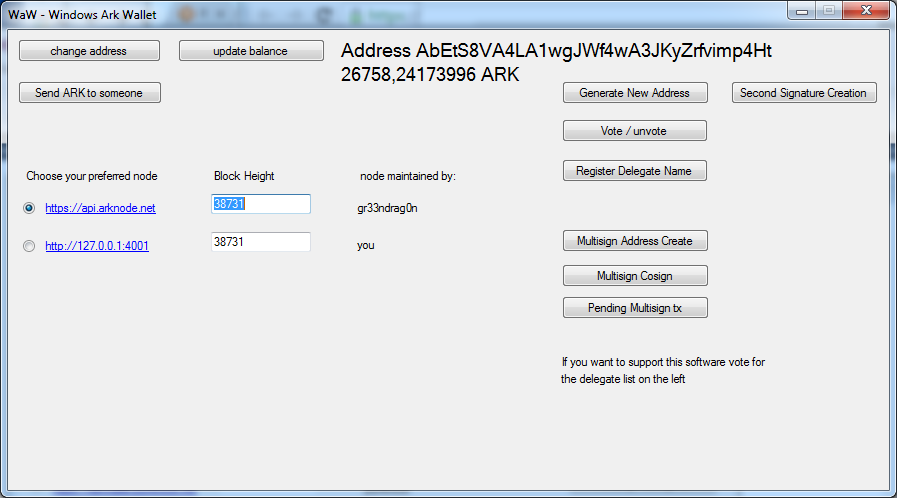 WaW - Windows Ark Wallet
change address
update balance
Address AbEtS8VA4LA1wgJWf4wA3JKyZrfvimp4Ht
26758,24173996 ARK
Send ARK to someone
Generate New Address
Second Signature Creation
Vote / unvote
Register Delegate Name
Choose your preferred node
Block Height
node maintained by:
https://api.arknode.net
38731
gr33ndrag0n
http://127.0.0.1:4001
38731
you
Multisign Address Create
Multisign Cosign
Pending Multisign tx
If you want to support this software vote for
the delegate list on the left